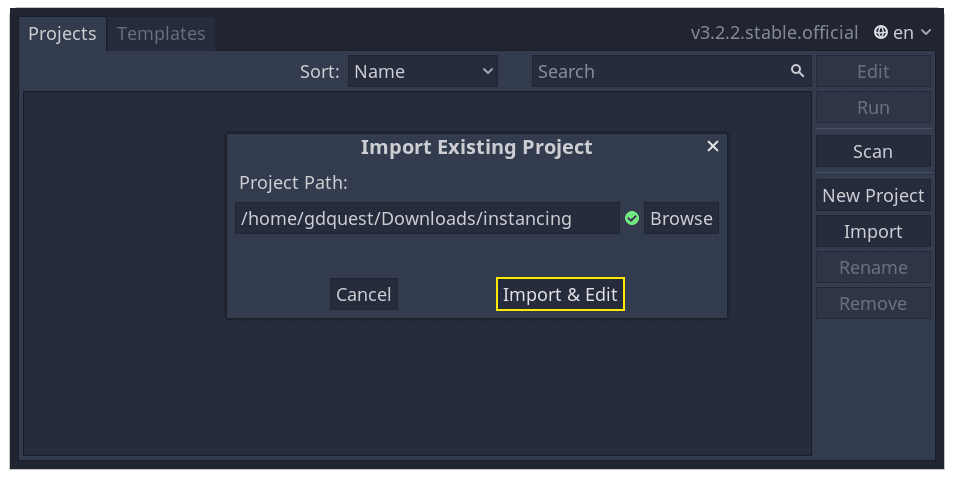 Projects Templates v3.2.2.stable.official en
Sort: Name Search Edit
Run
Import Existing Project
Scan
Project Path:
New Project
/home/gdquest/Downloads/instancing Browse
Import
Rename
Cancel Import & Edit
Remove